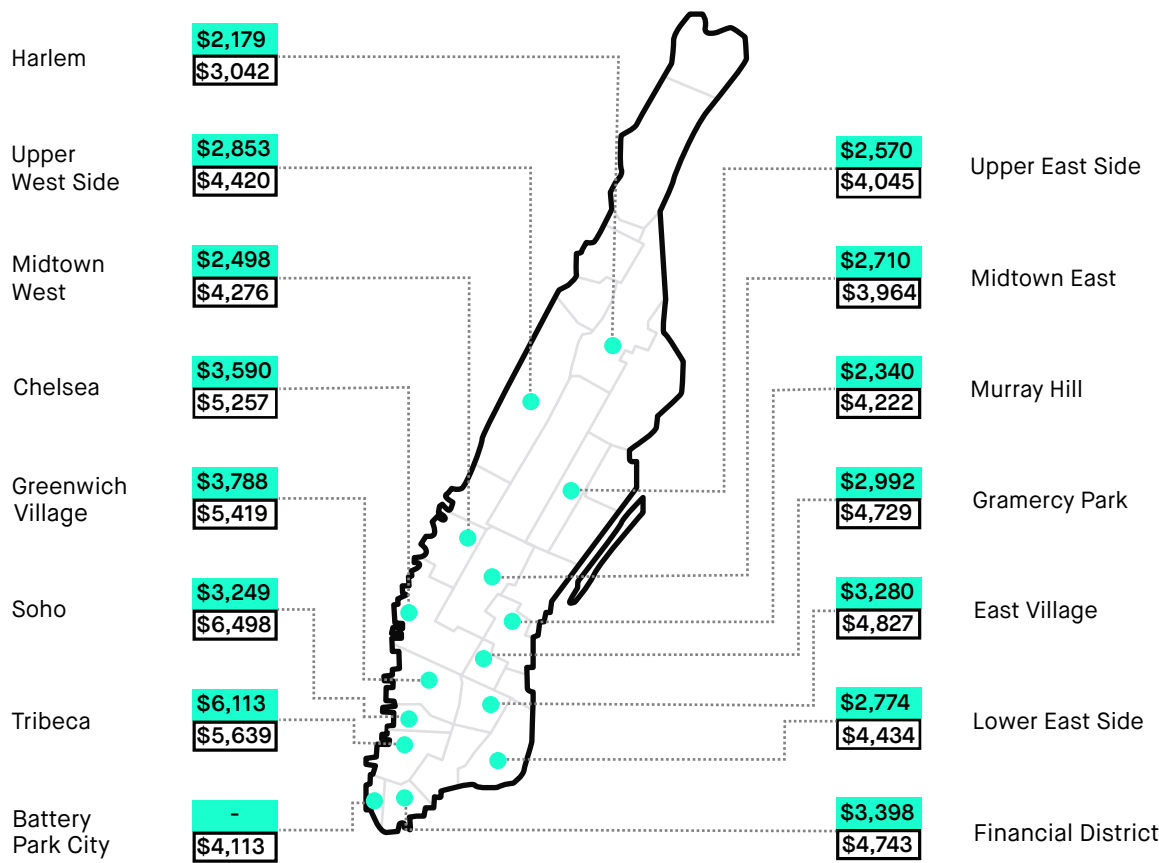 Harlem
$2,179
$3,042
Upper
West Side
$2,853
$4,420
Midtown
West
$2,498
$4,276
Chelsea
$3,590
$5,257
Greenwich
Village
$3,788
$5,419
Soho
$3,249
$6,498
Tribeca
$6,113
$5,639
Battery
Park City
-
$4,113
$2,570
$4,045
Upper East Side
$2,710
$3,964
Midtown East
$2,340
$4,222
Murray Hill
$2,992
$4,729
Gramercy Park
$3,280
$4,827
East Village
$2,774
$4,434
Lower East Side
$3,398
$4,743
Financial District